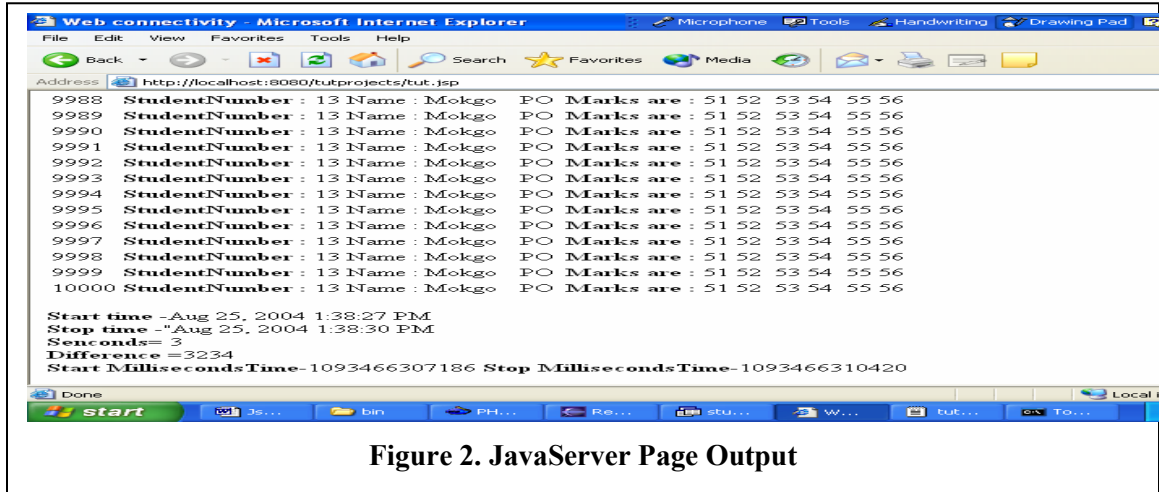 Web connectivity - Microsoft Internet Explorer Microphone Tools Handwriting Drawing Pad
File Edit View Favorites Tools Help
Back Search Favorites Media
Address http://localhost:8080/tutprojects/tut.jsp
9988 StudentNumber : 13 Name : Mokgo PO Marks are : 51 52 53 54 55 56
9989 StudentNumber : 13 Name : Mokgo PO Marks are : 51 52 53 54 55 56
9990 StudentNumber : 13 Name : Mokgo PO Marks are : 51 52 53 54 55 56
9991 StudentNumber : 13 Name : Mokgo PO Marks are : 51 52 53 54 55 56
9992 StudentNumber : 13 Name : Mokgo PO Marks are : 51 52 53 54 55 56
9993 StudentNumber : 13 Name : Mokgo PO Marks are : 51 52 53 54 55 56
9994 StudentNumber : 13 Name : Mokgo PO Marks are : 51 52 53 54 55 56
9995 StudentNumber : 13 Name : Mokgo PO Marks are : 51 52 53 54 55 56
9996 StudentNumber : 13 Name : Mokgo PO Marks are : 51 52 53 54 55 56
9997 StudentNumber : 13 Name : Mokgo PO Marks are : 51 52 53 54 55 56
9998 StudentNumber : 13 Name : Mokgo PO Marks are : 51 52 53 54 55 56
9999 StudentNumber : 13 Name : Mokgo PO Marks are : 51 52 53 54 55 56
10000 StudentNumber : 13 Name : Mokgo PO Marks are : 51 52 53 54 55 56
Start time -Aug 25, 2004 1:38:27 PM
Stop time -"Aug 25, 2004 1:38:30 PM
Senconds= 3
Difference =3234
Start MillisecondsTime-1093466307186 Stop MillisecondsTime-1093466310420
Done Local i
start Js... bin PH... Re... stu... W... tut... To...
Figure 2. JavaServer Page Output